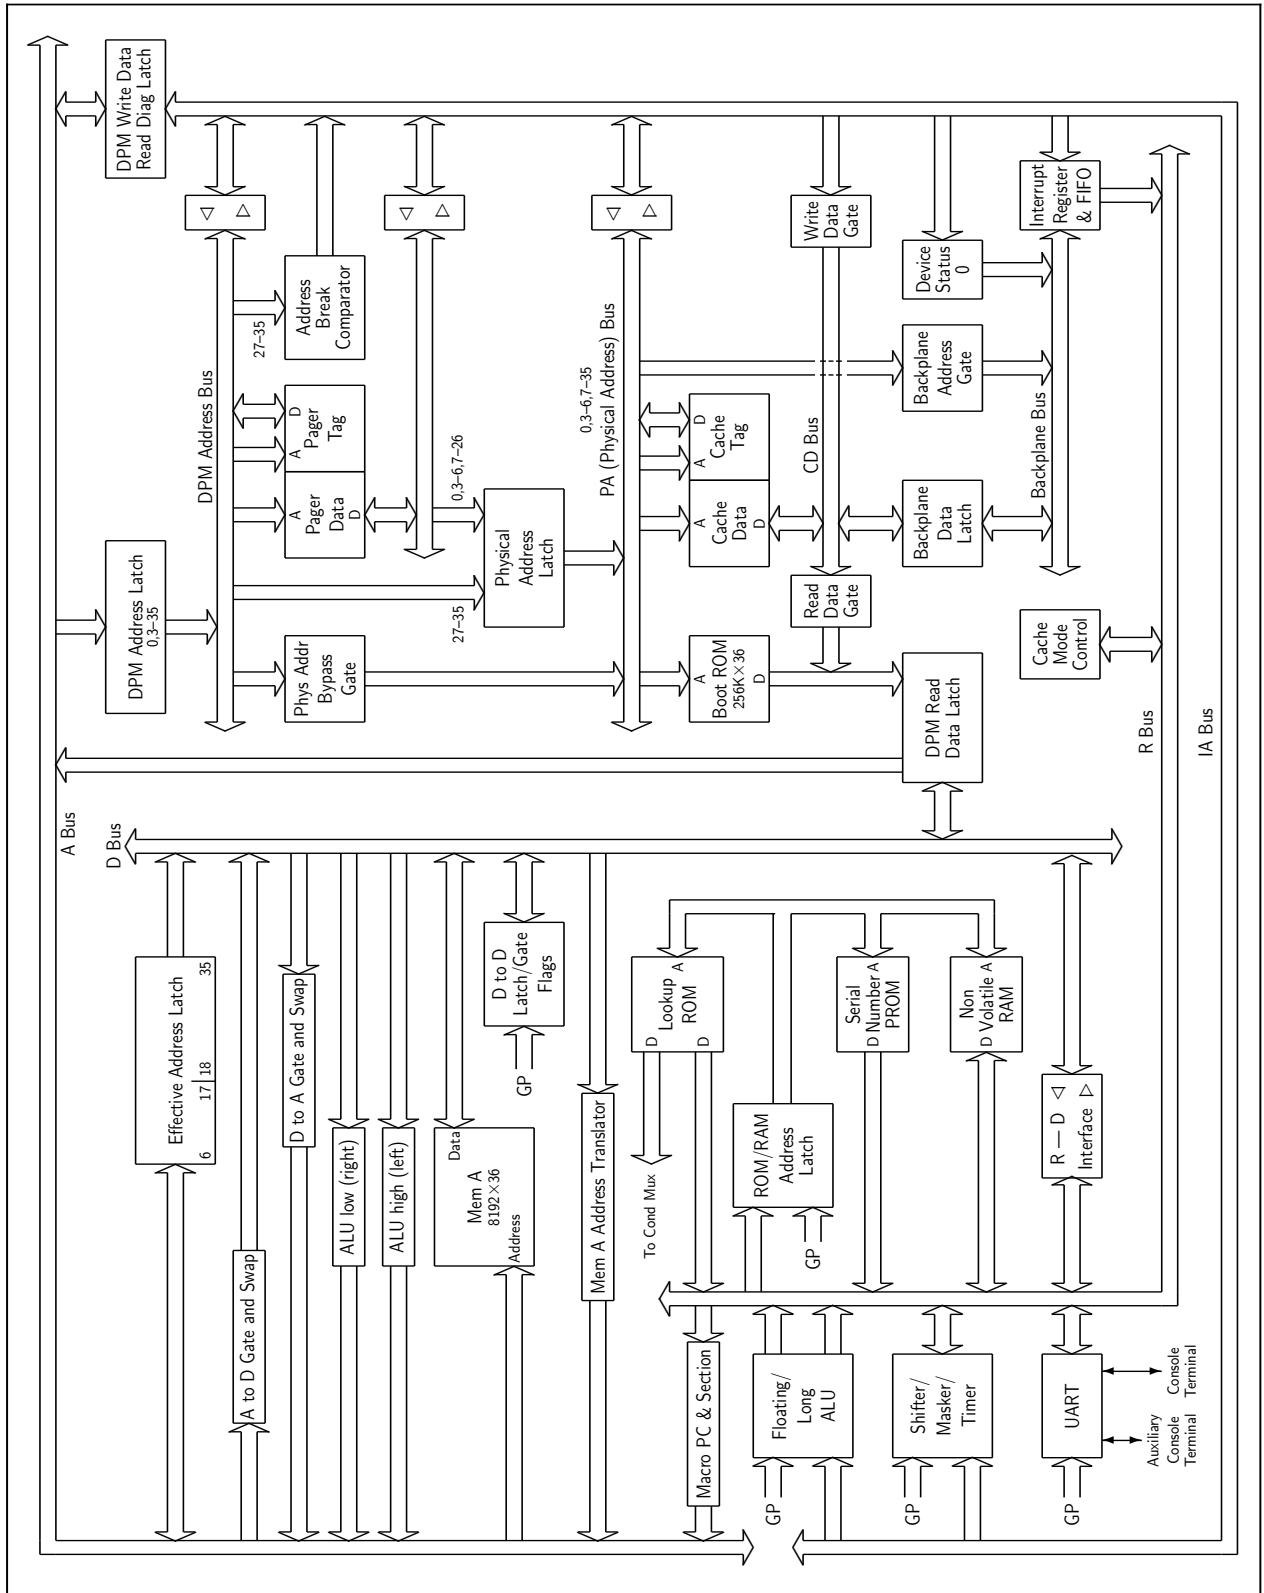 A Bus
D Bus
Effective Address Latch
6
17
18
35
A to D Gate and Swap
D to A Gate and Swap
ALU low (right)
ALU high (left)
Mem A
8192×36
Data
Address
D to D
Latch/Gate
Flags
GP
Mem A Address Translator
Lookup
ROM
A
D
D
To Cond Mux
Macro PC & Section
ROM/RAM
Address
Latch
GP
Floating/
Long
ALU
GP
Serial
Number
PROM
A
D
Shifter/
Masker/
Timer
GP
Non
Volatile
RAM
A
D
R — D
Interface
UART
GP
Auxiliary
Console
Terminal
Console
Terminal
DPM Address Latch
0,3–35
DPM Write Data
Read Diag Latch
DPM Address Bus
Phys Addr
Bypass
Gate
A
Pager
Data
D
A
D
Pager
Tag
27–35
Address
Break
Comparator
27–35
0,3–6,7–26
Physical
Address
Latch
PA (Physical Address) Bus
0,3–6,7–35
A
Boot ROM
256K×36
D
A
Cache
Data
D
A
D
Cache
Tag
Read
Data
Gate
CD Bus
Write
Data
Gate
DPM Read
Data Latch
Backplane
Data
Latch
Backplane
Address
Gate
Device
Status
0
Backplane Bus
Cache
Mode
Control
Interrupt
Register
& FIFO
R Bus
IA Bus